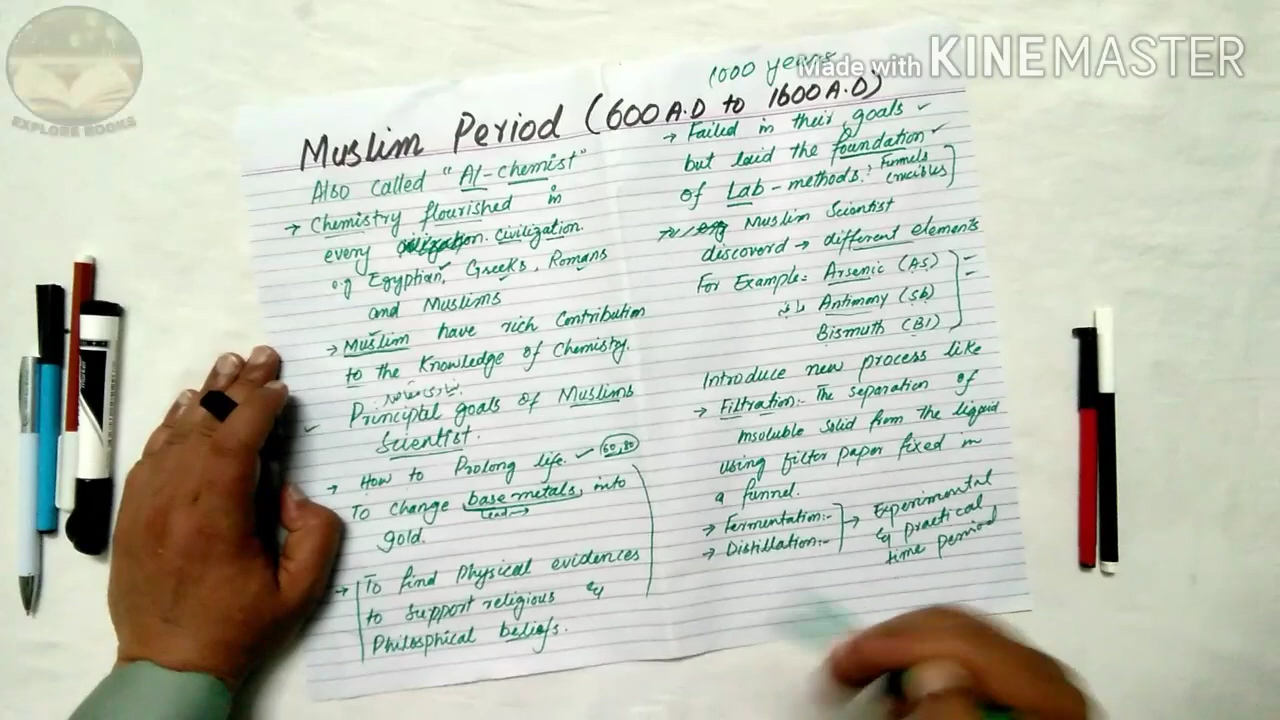 EXPLORE BOOKS
Made with KINEMASTER
1000 years
Muslim Period (600 A.D to 1600 A.D)
Also called "Al-chemist"
→ Chemistry flourished in
every civilization.
e.g Egyptian, Greeks, Romans
and Muslims
→ Muslim have rich contribution
to the knowledge of Chemistry.
Principtal goals of Muslims
Scientist.
→ How to Prolong life. (60,80)
To change base metals, into
Lead →
gold.
→ To find Physical evidences
to support religious &
Philosphical beliefs.
→ Failed in their goals
but laid the foundation
of Lab-methods. Funnels
crucibles
Muslim Scientist
discoverd → different elements
For Example: Arsenic (AS)
Antimony (Sb)
Bismuth (BI)
Introduce new process like
→ Filtration:- The separation of
insoluble solid from the liquid
using filter paper fixed in
a funnel.
→ Fermentation:-
→ Distillation:-
→ Experimental
& practical
time period